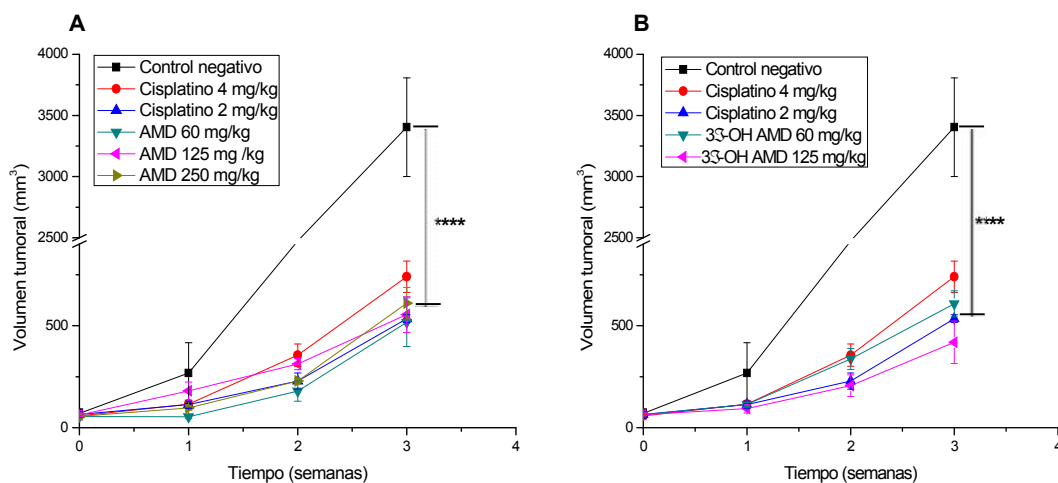 A
4000
3500
3000
2500
500
0
0
1
2
3
4
Volumen tumoral (mm³)
Tiempo (semanas)
Control negativo
Cisplatino 4 mg/kg
Cisplatino 2 mg/kg
AMD 60 mg/kg
AMD 125 mg /kg
AMD 250 mg/kg
****
B
4000
3500
3000
2500
500
0
0
1
2
3
4
Volumen tumoral (mm³)
Tiempo (semanas)
Control negativo
Cisplatino 4 mg/kg
Cisplatino 2 mg/kg
-OH AMD 60 mg/kg
-OH AMD 125 mg/kg
****